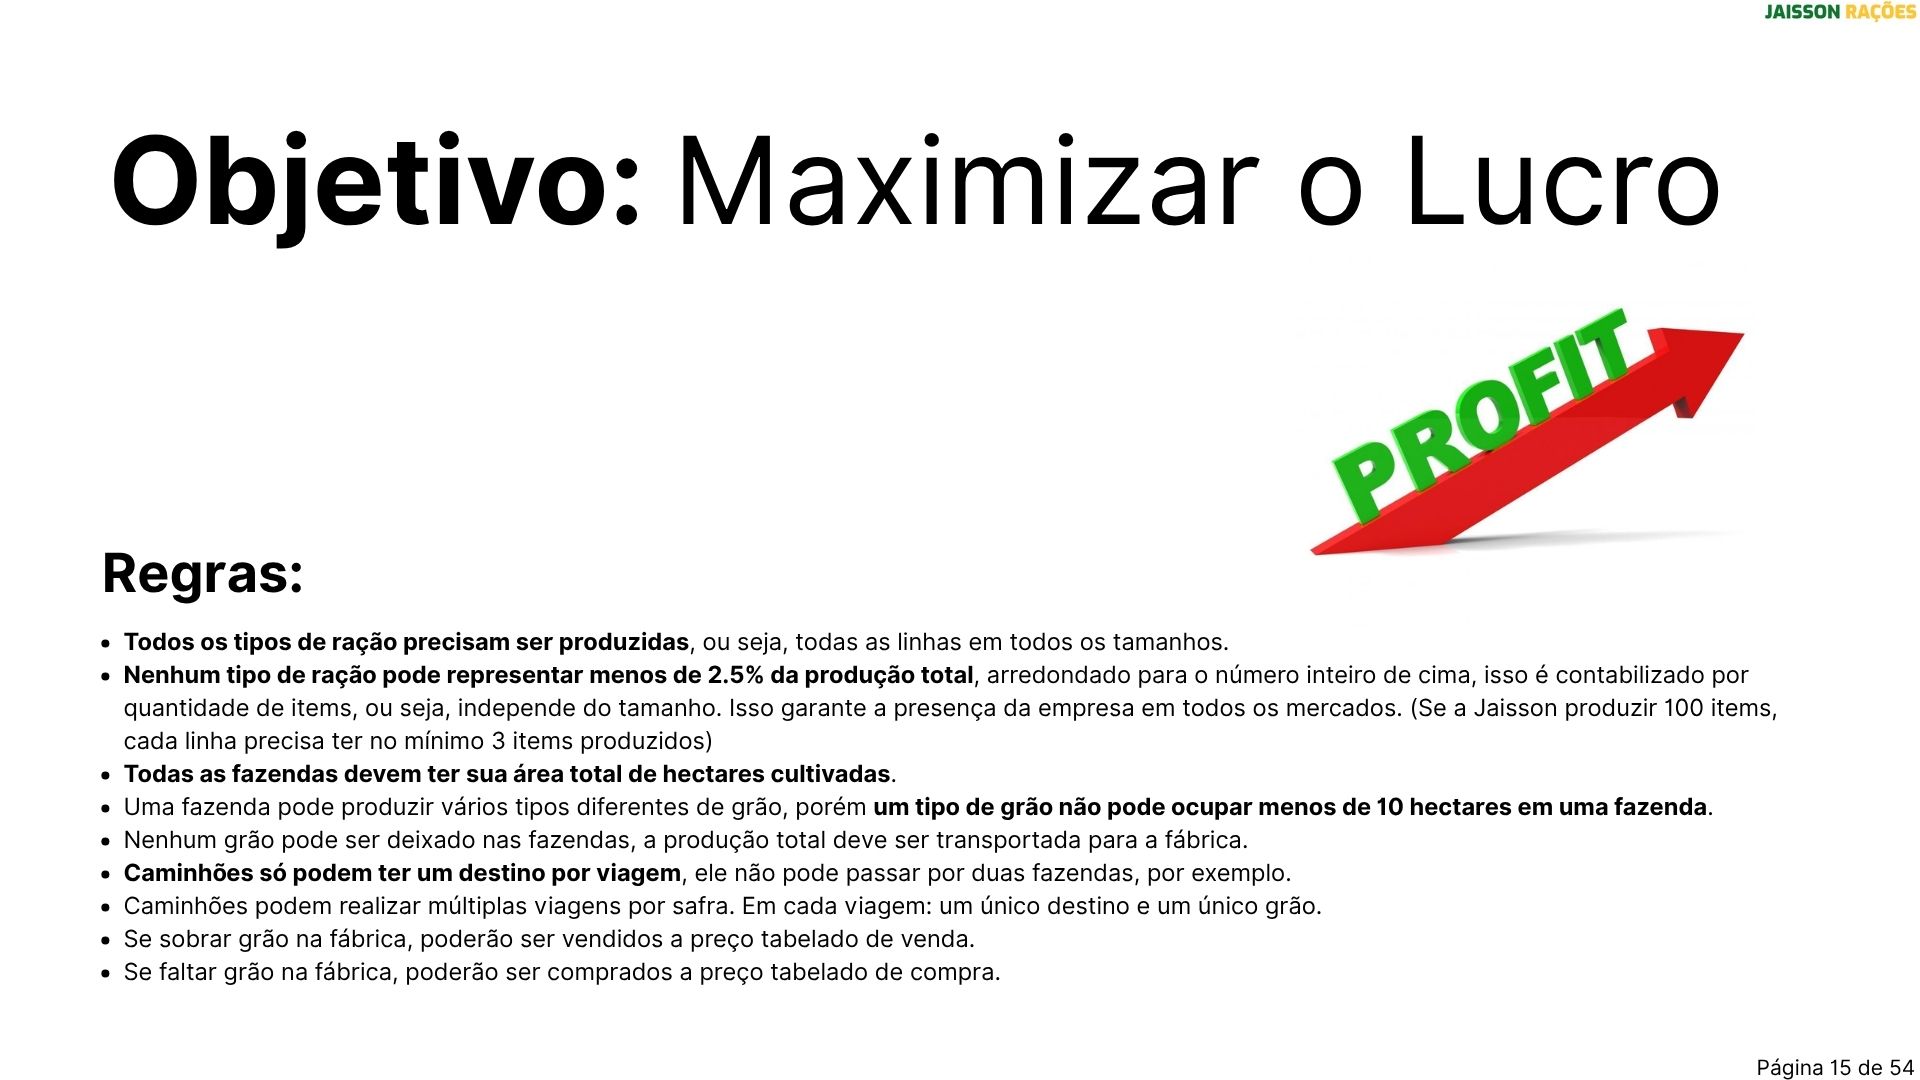 JAISSON RAÇÕES
Objetivo: Maximizar o Lucro
PROFIT
Regras:
• Todos os tipos de ração precisam ser produzidas, ou seja, todas as linhas em todos os tamanhos.
• Nenhum tipo de ração pode representar menos de 2.5% da produção total, arredondado para o número inteiro de cima, isso é contabilizado por
quantidade de items, ou seja, independe do tamanho. Isso garante a presença da empresa em todos os mercados. (Se a Jaisson produzir 100 items,
cada linha precisa ter no mínimo 3 items produzidos)
• Todas as fazendas devem ter sua área total de hectares cultivadas.
• Uma fazenda pode produzir vários tipos diferentes de grão, porém um tipo de grão não pode ocupar menos de 10 hectares em uma fazenda.
• Nenhum grão pode ser deixado nas fazendas, a produção total deve ser transportada para a fábrica.
• Caminhões só podem ter um destino por viagem, ele não pode passar por duas fazendas, por exemplo.
• Caminhões podem realizar múltiplas viagens por safra. Em cada viagem: um único destino e um único grão.
• Se sobrar grão na fábrica, poderão ser vendidos a preço tabelado de venda.
• Se faltar grão na fábrica, poderão ser comprados a preço tabelado de compra.
Página 15 de 54